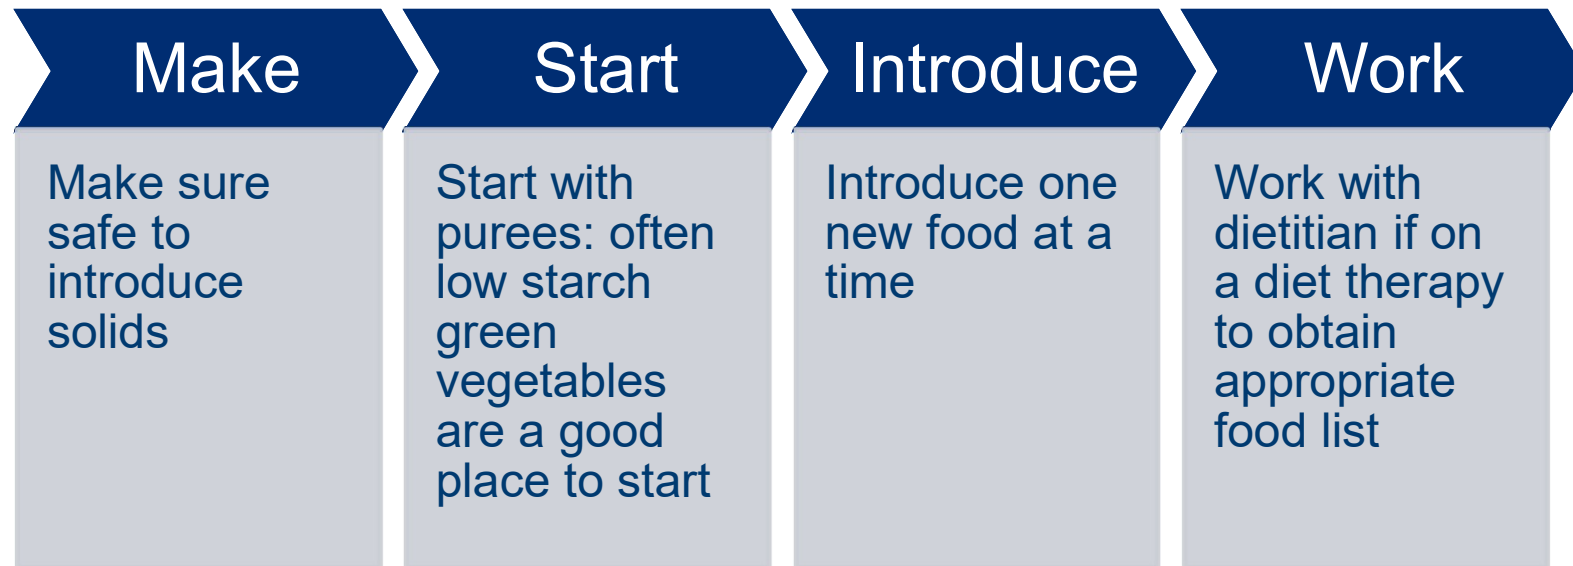 Make
Make sure
safe to
introduce
solids
Start
Start with
purees: often
low starch
green
vegetables
are a good
place to start
Introduce
Introduce one
new food at a
time
Work
Work with
dietitian if on
a diet therapy
to obtain
appropriate
food list